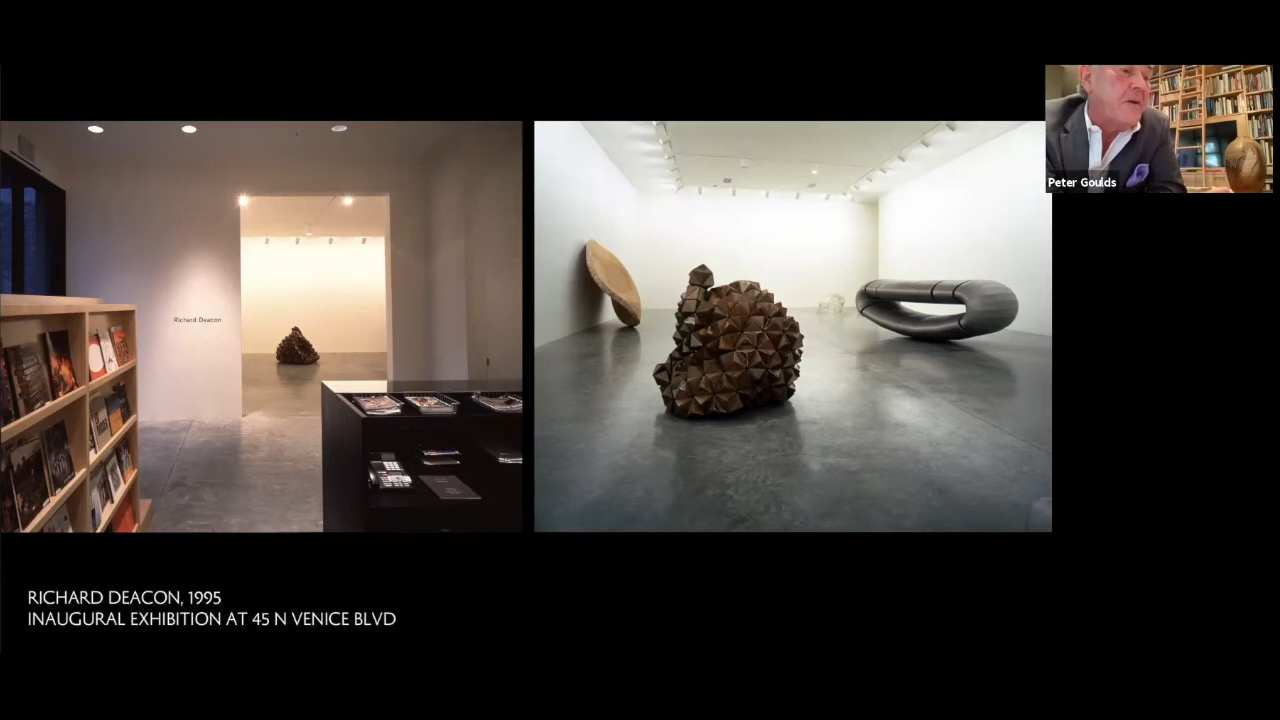 Peter Goulds
Richard Deacon
RICHARD DEACON, 1995
INAUGURAL EXHIBITION AT 45 N VENICE BLVD